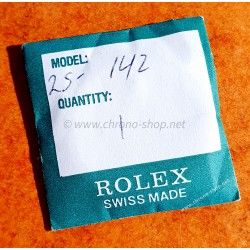 MODEL:
25- 142
© www.chrono-shop.net
QUANTITY:
1
ROLEX
SWISS MADE